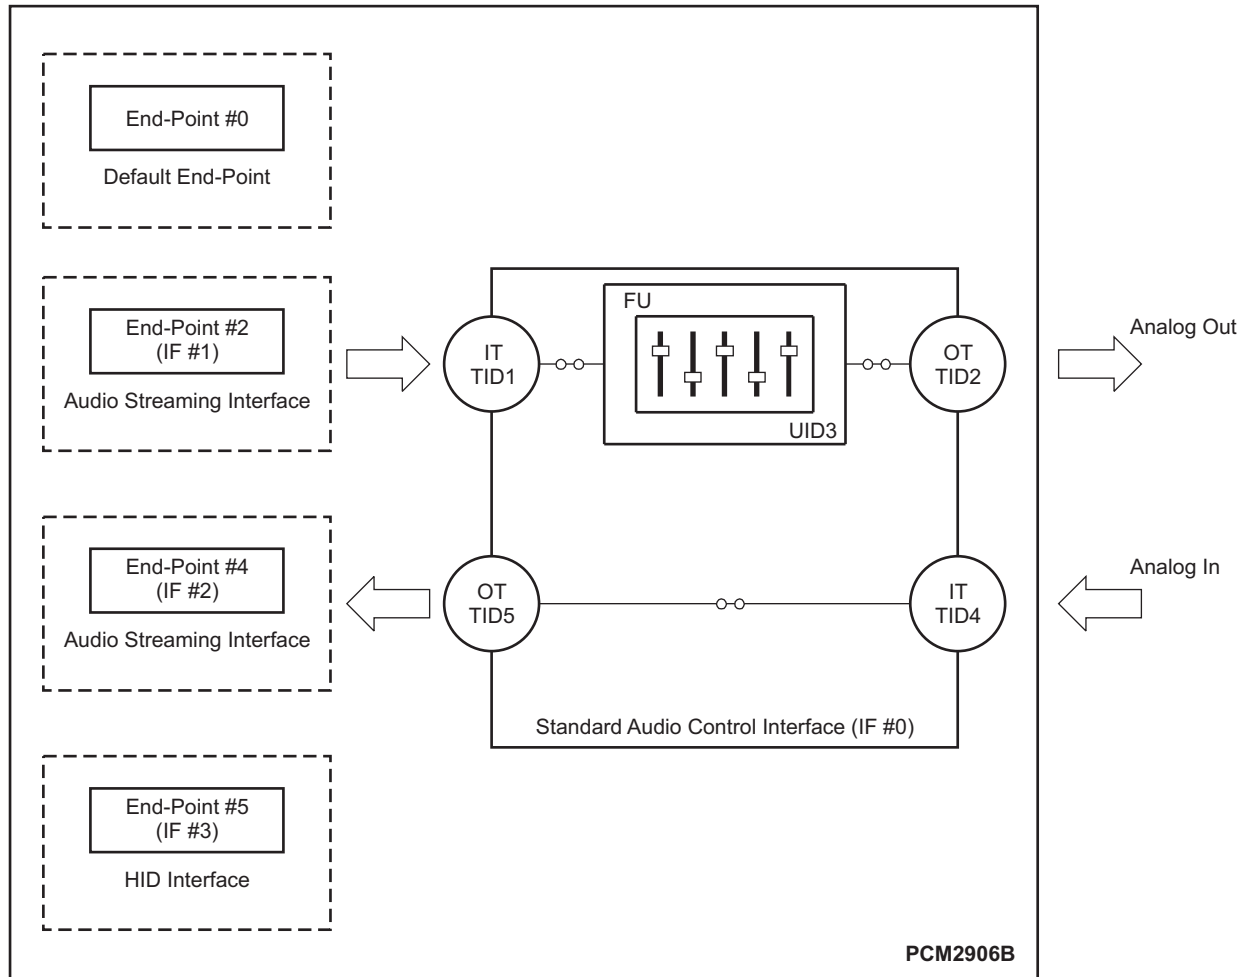 End-Point #0
Default End-Point
End-Point #2
(IF #1)
Audio Streaming Interface
IT
TID1
FU
UID3
OT
TID2
Analog Out
End-Point #4
(IF #2)
Audio Streaming Interface
OT
TID5
IT
TID4
Analog In
Standard Audio Control Interface (IF #0)
End-Point #5
(IF #3)
HID Interface
PCM2906B